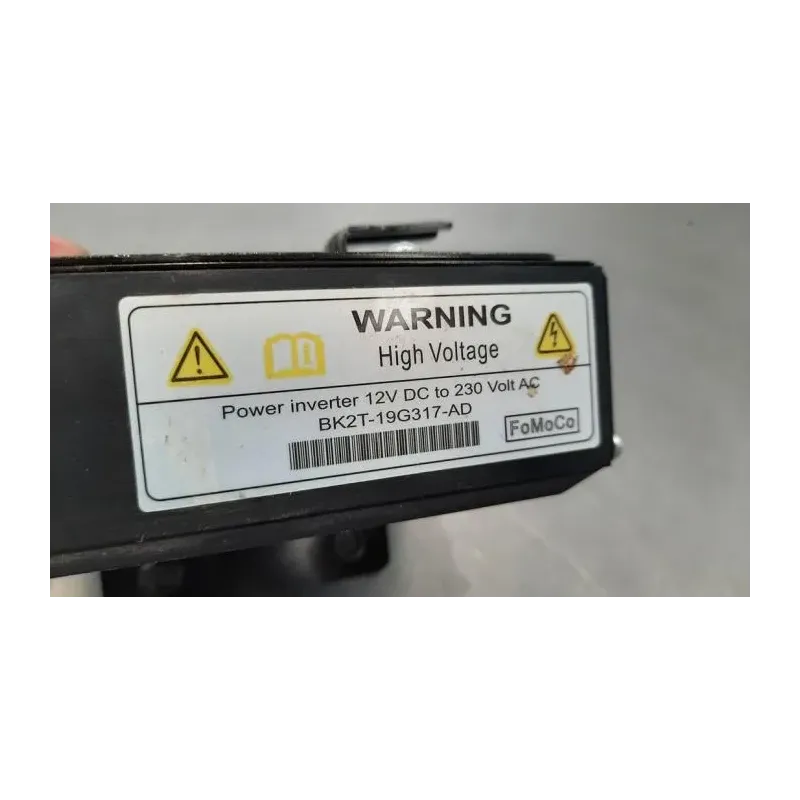 WARNING
High Voltage
Power inverter 12V DC to 230 Volt AC
BK2T-19G317-AD
FoMoCo